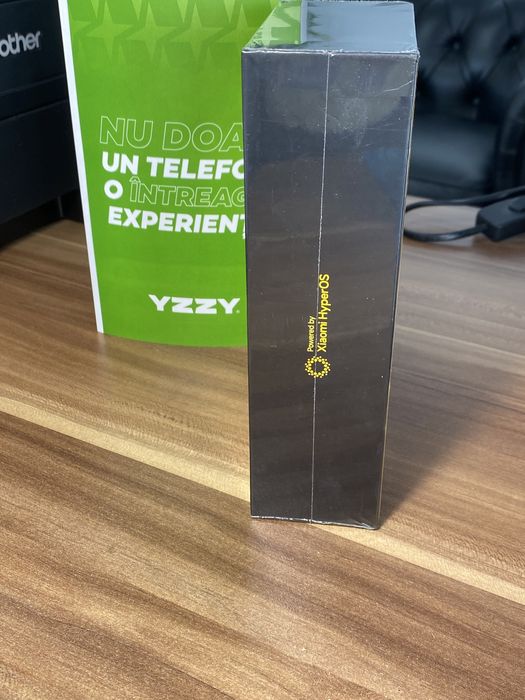 other
NU DOA
UN TELEFO
O ÎNTREAG
EXPERIENȚ
YZZY
Powered by
Xiaomi HyperOS